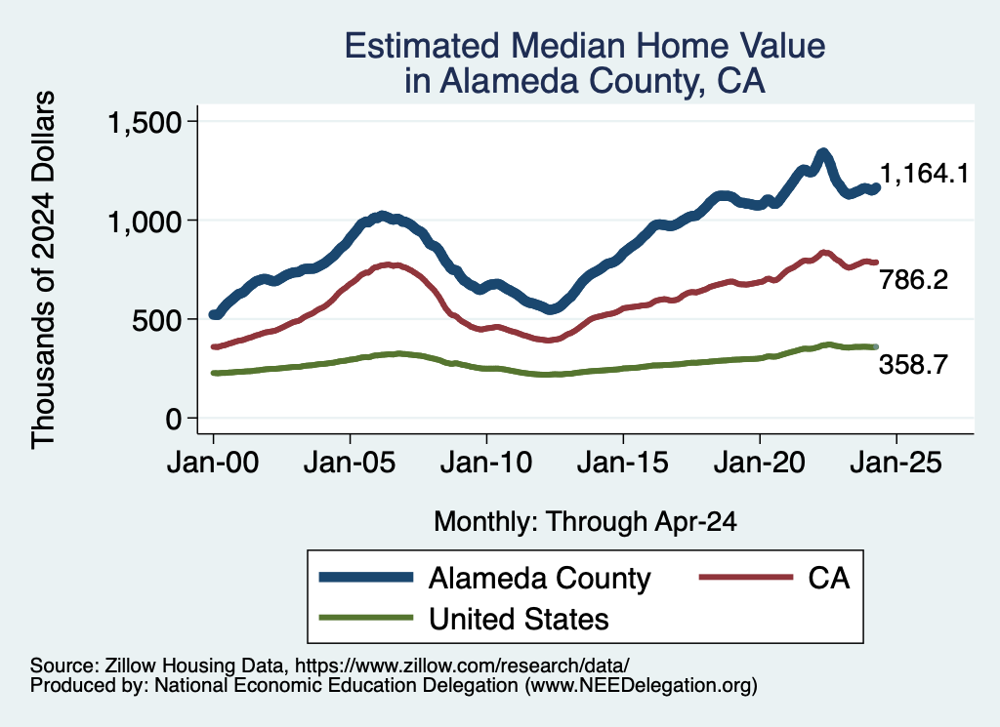 Estimated Median Home Value
in Alameda County, CA
Thousands of 2024 Dollars
1,500
1,000
500
0
1,164.1
786.2
358.7
Jan-00 Jan-05 Jan-10 Jan-15 Jan-20 Jan-25
Monthly: Through Apr-24
Alameda County CA
United States
Source: Zillow Housing Data, https://www.zillow.com/research/data/
Produced by: National Economic Education Delegation (www.NEEDelegation.org)